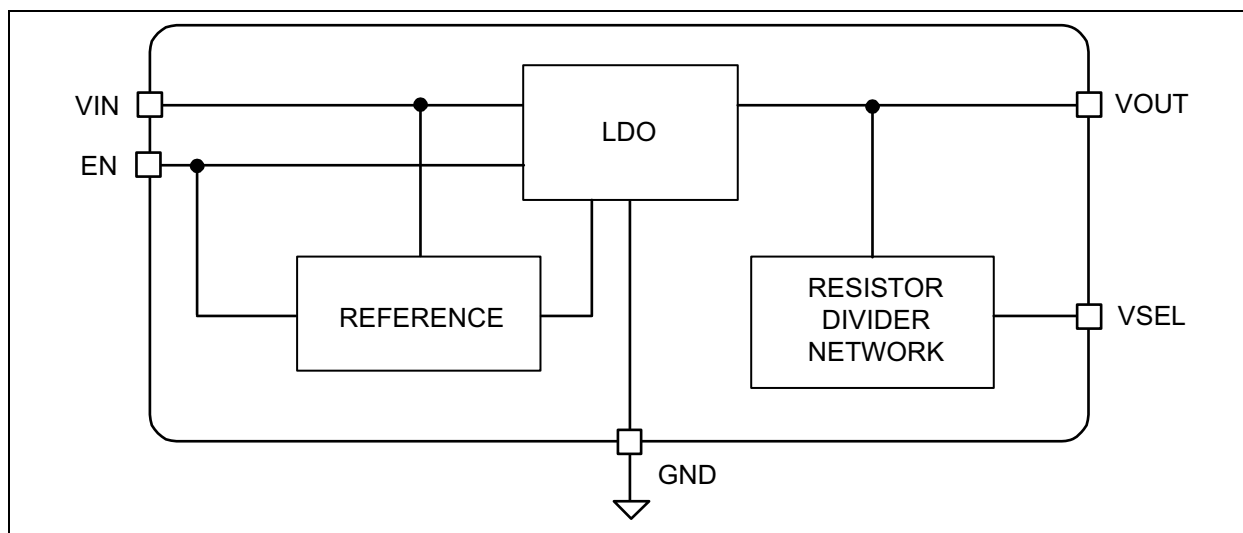 VIN
LDO
VOUT
EN
REFERENCE
RESISTOR
DIVIDER
NETWORK
VSEL
GND